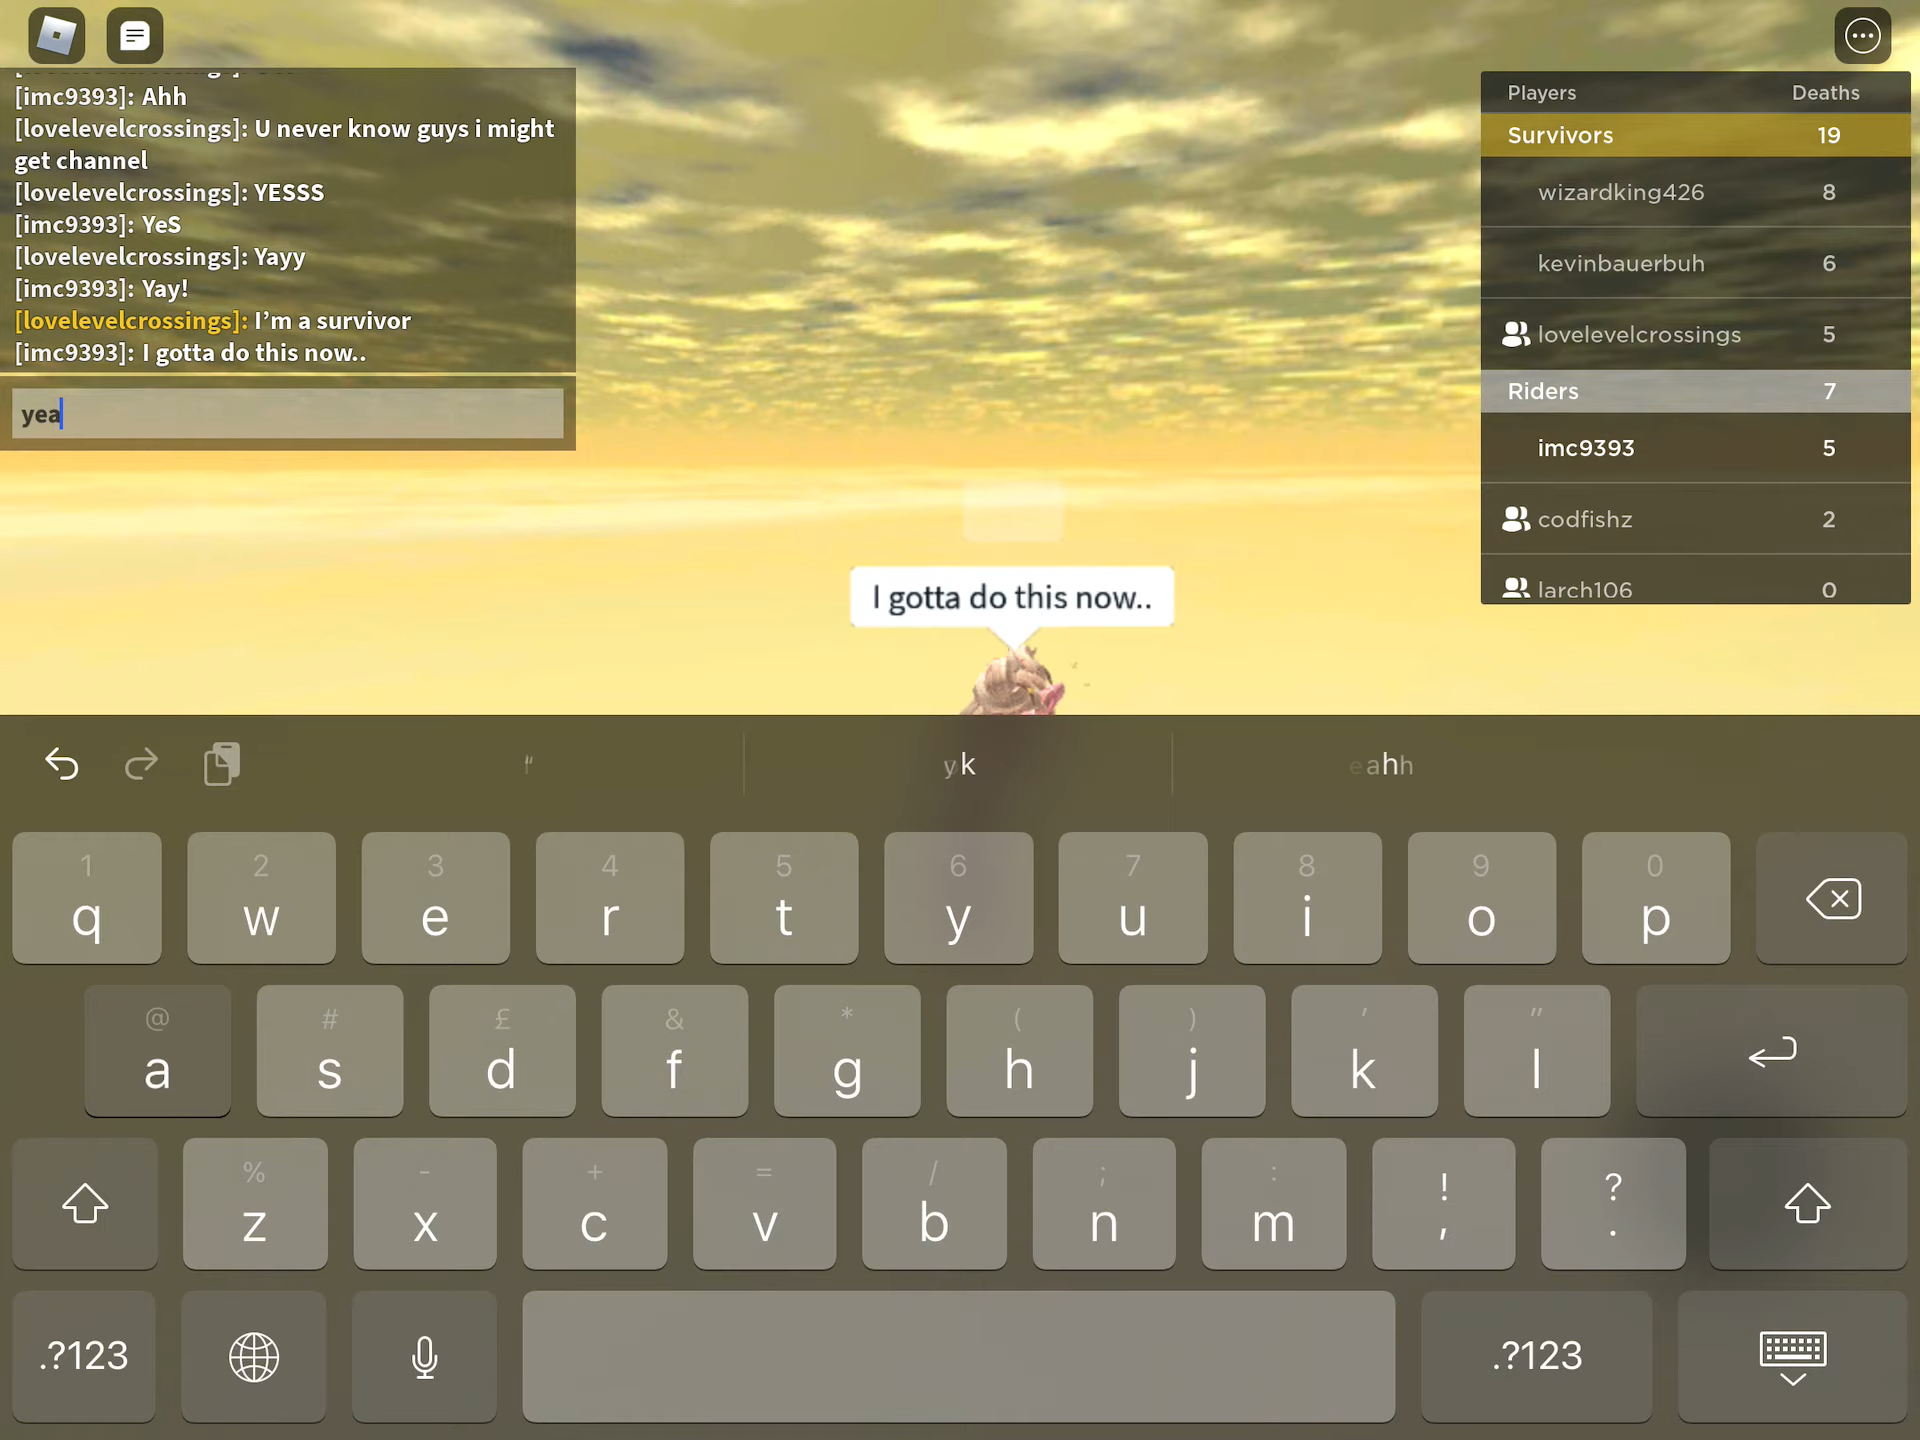 [imc9393]: Ahh
[lovelevelcrossings]: U never know guys i might
get channel
[lovelevelcrossings]: YESSS
[imc9393]: YeS
[lovelevelcrossings]: Yayy
[imc9393]: Yay!
[lovelevelcrossings]: I’m a survivor
[imc9393]: I gotta do this now..
yea
Players Deaths
Survivors 19
wizardking426 8
kevinbauerbuh 6
lovelevelcrossings 5
Riders 7
imc9393 5
codfishz 2
larch106 0
I gotta do this now..
1 2 3 4 5 6 7 8 9 0
q w e r t y u i o p
@ # £ & * ( ) ' "
a s d f g h j k l
% - + = / ; : ! ?
z x c v b n m , .
.?123 .?123